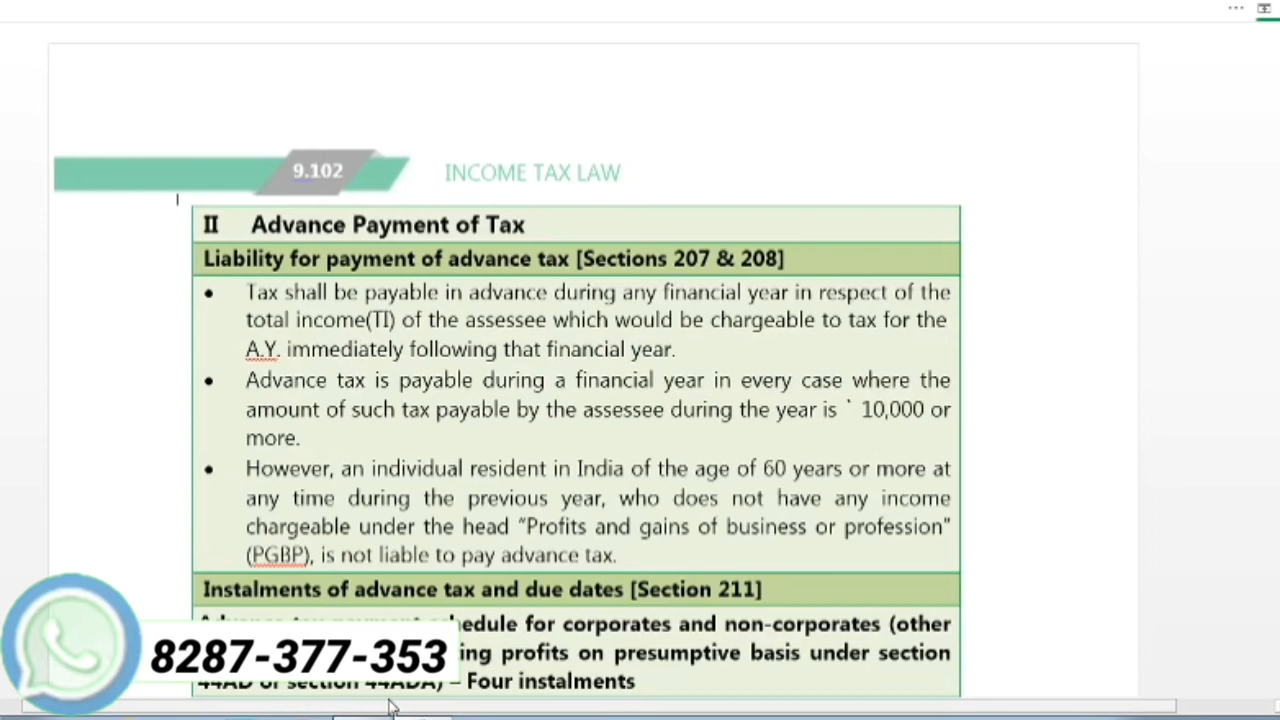 9.102
INCOME TAX LAW
II Advance Payment of Tax
Liability for payment of advance tax [Sections 207 & 208]
• Tax shall be payable in advance during any financial year in respect of the
total income(TI) of the assessee which would be chargeable to tax for the
A.Y. immediately following that financial year.
• Advance tax is payable during a financial year in every case where the
amount of such tax payable by the assessee during the year is ` 10,000 or
more.
• However, an individual resident in India of the age of 60 years or more at
any time during the previous year, who does not have any income
chargeable under the head "Profits and gains of business or profession"
(PGBP), is not liable to pay advance tax.
Instalments of advance tax and due dates [Section 211]
for corporates and non-corporates (other
profits on presumptive basis under section
44AD or section 44ADA) – Four instalments
8287-377-353